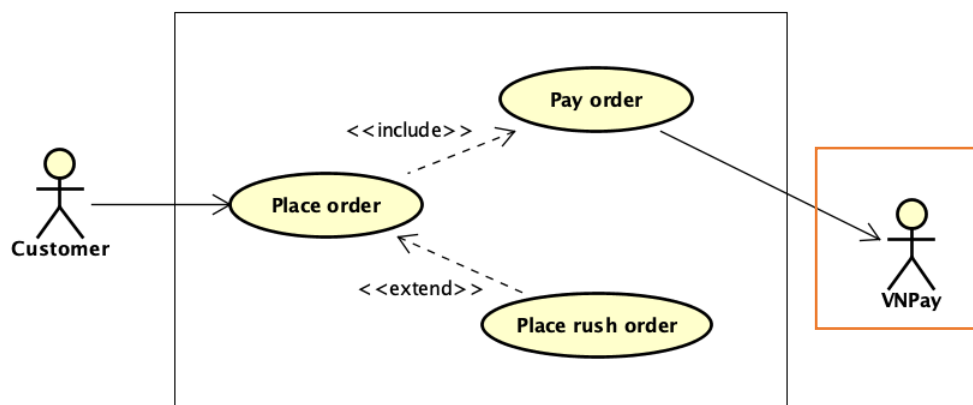 Pay order
<<include>>
Place order
Customer
<<extend>>
VNPay
Place rush order